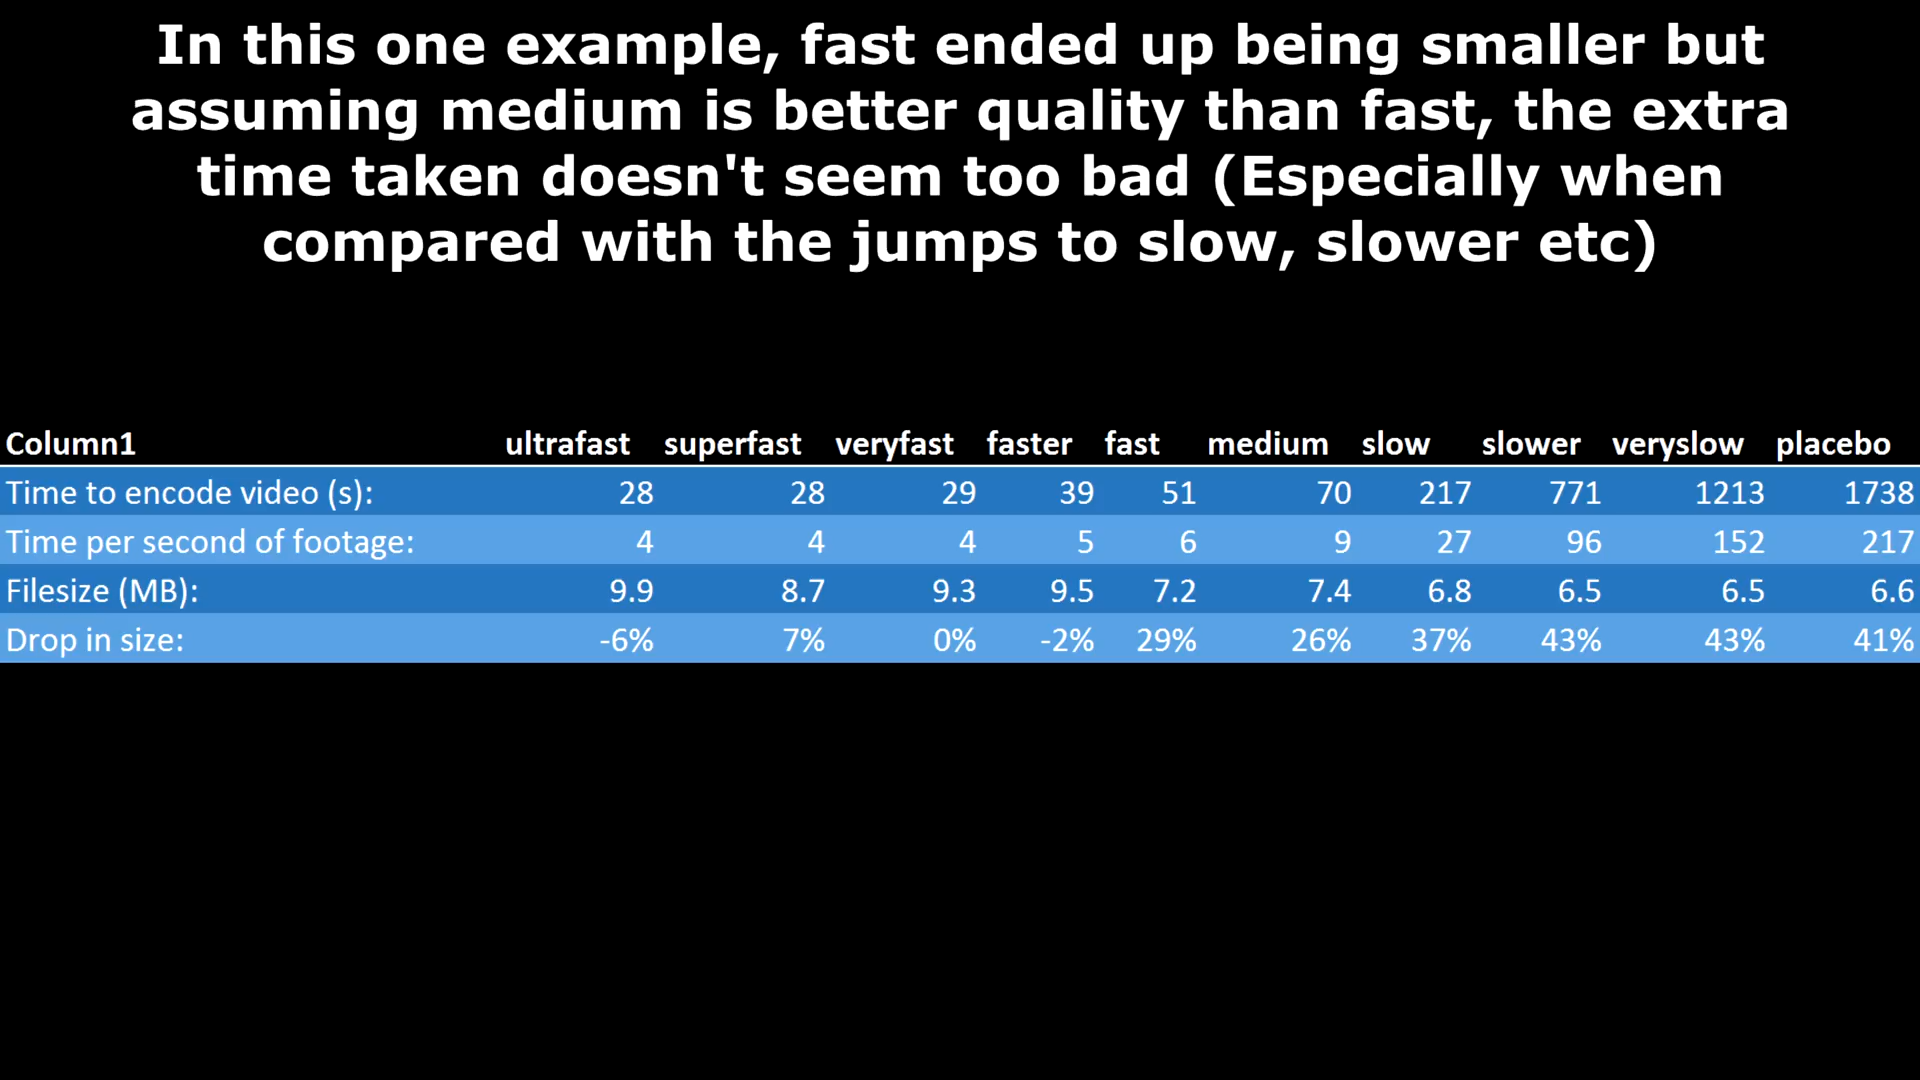 In this one example, fast ended up being smaller but
assuming medium is better quality than fast, the extra
time taken doesn't seem too bad (Especially when
compared with the jumps to slow, slower etc)
Column1 ultrafast superfast veryfast faster fast medium slow slower veryslow placebo
Time to encode video (s): 28 28 29 39 51 70 217 771 1213 1738
Time per second of footage: 4 4 4 5 6 9 27 96 152 217
Filesize (MB): 9.9 8.7 9.3 9.5 7.2 7.4 6.8 6.5 6.5 6.6
Drop in size: -6% 7% 0% -2% 29% 26% 37% 43% 43% 41%